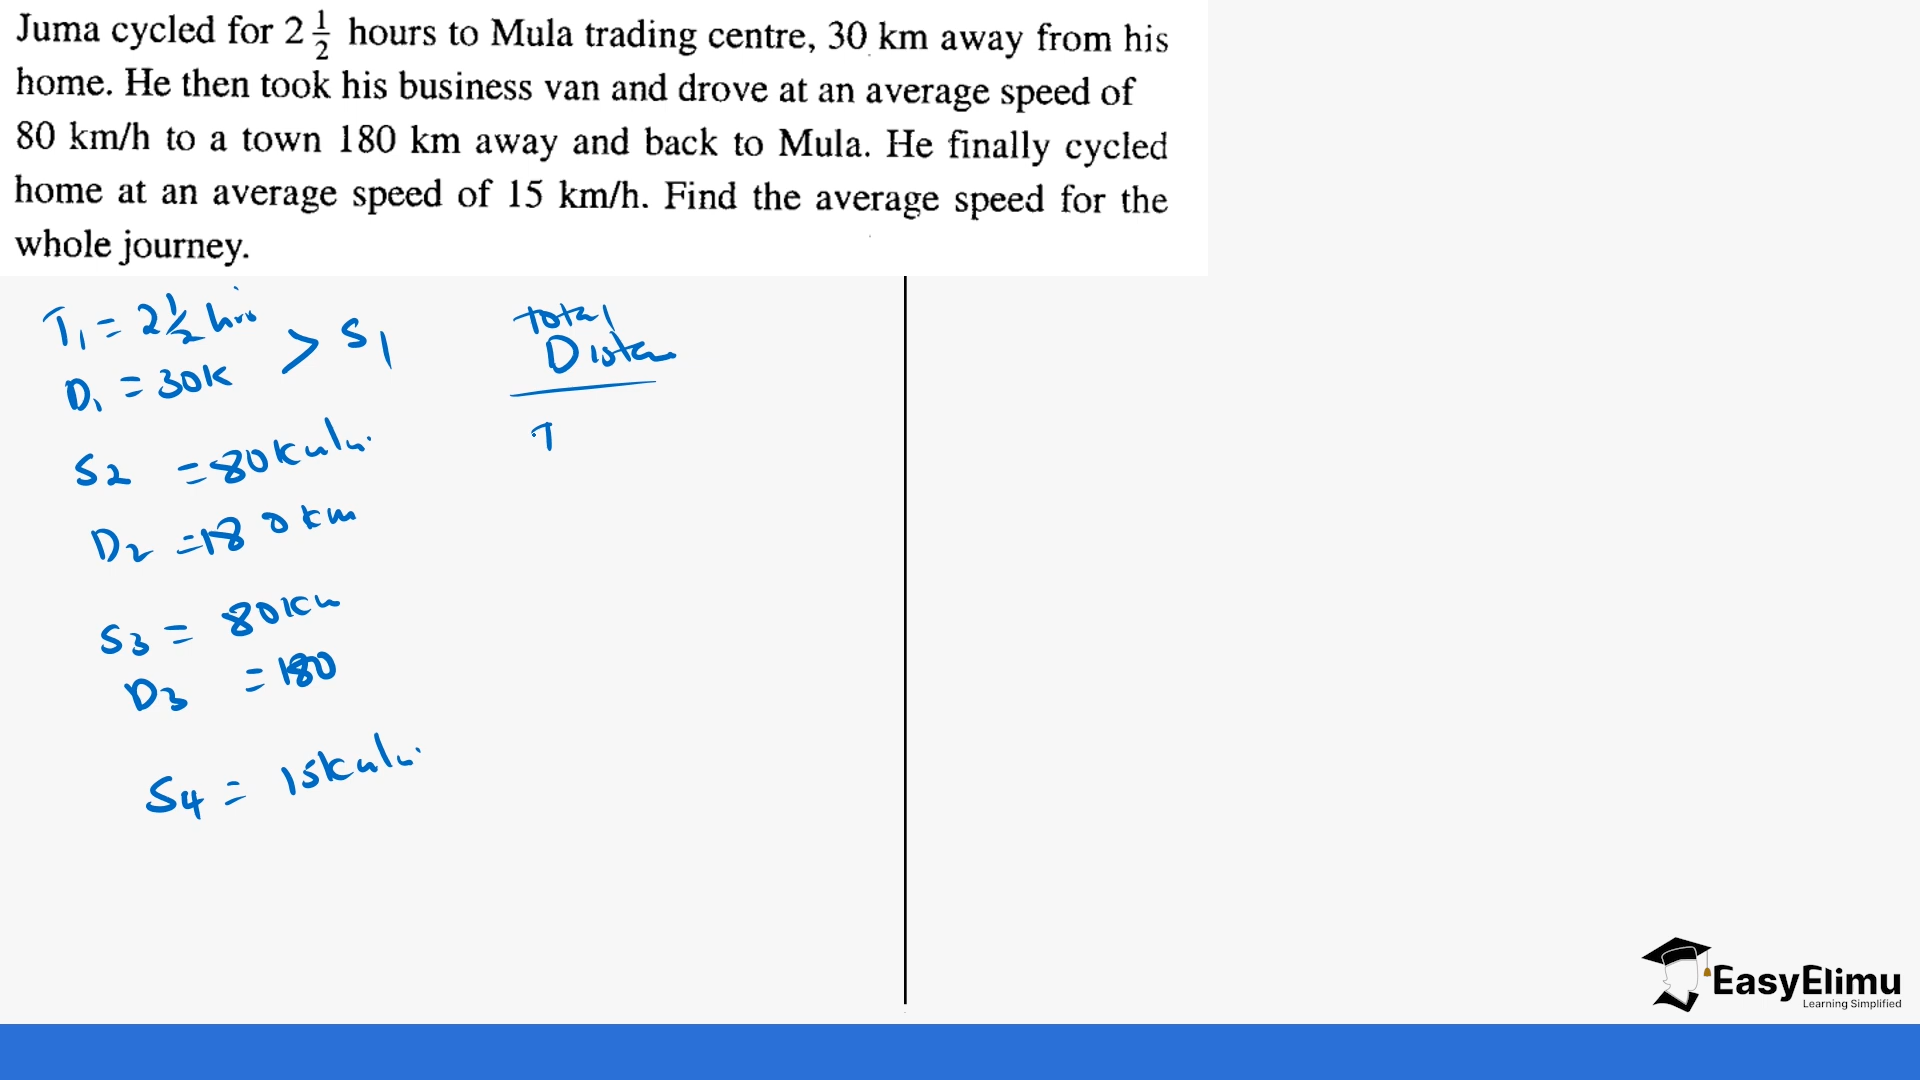 Juma cycled for 2 1/2 hours to Mula trading centre, 30 km away from his
home. He then took his business van and drove at an average speed of
80 km/h to a town 180 km away and back to Mula. He finally cycled
home at an average speed of 15 km/h. Find the average speed for the
whole journey.
T1 = 2 1/2 hrs
D1 = 30k
> S1
S2 = 80km/h.
D2 = 180km
S3 = 80km
D3 = 180
S4 = 15km/h.
total
T
EasyElimu
Learning Simplified